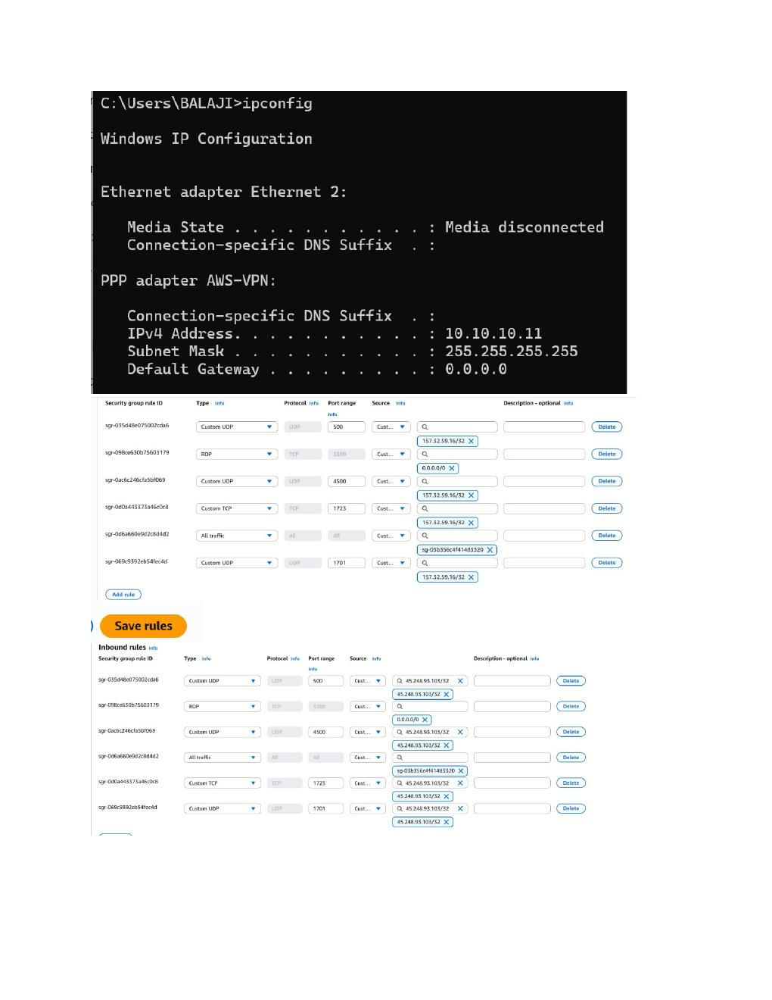 C:\Users\BALAJI>ipconfig
Windows IP Configuration
Ethernet adapter Ethernet 2:
Media State . . . . . . . . . . . : Media disconnected
Connection-specific DNS Suffix  . :
PPP adapter AWS-VPN:
Connection-specific DNS Suffix  . :
IPv4 Address. . . . . . . . . . . : 10.10.10.11
Subnet Mask . . . . . . . . . . . : 255.255.255.255
Default Gateway . . . . . . . . . : 0.0.0.0
Security group rule ID Type Info Protocol Info Port range Source Info Description - optional Info
Info
sgr-035d48e075002cda6 Custom UDP UDP 500 Cust... Delete
157.32.59.16/32
sgr-098ce630b75603179 RDP TCP 3389 Cust... Delete
0.0.0.0/0
sgr-0ac6c246cfa5bf069 Custom UDP UDP 4500 Cust... Delete
157.32.59.16/32
sgr-0d0a443373a46c0c8 Custom TCP TCP 1723 Cust... Delete
157.32.59.16/32
sgr-0d6a660e9d2c8d4d2 All traffic All All Cust... Delete
sg-03b356c4f41483320
sgr-069c9392eb54fec4d Custom UDP UDP 1701 Cust... Delete
157.32.59.16/32
Add rule
Save rules
Inbound rules Info
Security group rule ID Type Info Protocol Info Port range Source Info Description - optional Info
Info
sgr-035d48e075002cda6 Custom UDP UDP 500 Cust... 45.248.93.103/32 Delete
45.248.93.103/32
sgr-098ce630b75603179 RDP TCP 3389 Cust... Delete
0.0.0.0/0
sgr-0ac6c246cfa5bf069 Custom UDP UDP 4500 Cust... 45.248.93.103/32 Delete
45.248.93.103/32
sgr-0d6a660e9d2c8d4d2 All traffic All All Cust... Delete
sg-03b356c4f41483320
sgr-0d0a443373a46c0c8 Custom TCP TCP 1723 Cust... 45.248.93.103/32 Delete
45.248.93.103/32
sgr-069c9392eb54fec4d Custom UDP UDP 1701 Cust... 45.248.93.103/32 Delete
45.248.93.103/32